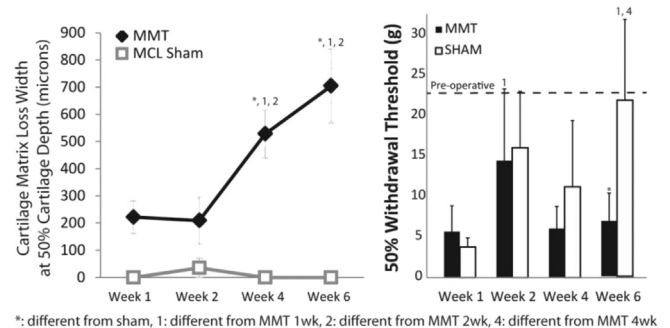 MMT
MCL Sham
Cartilage Matrix Loss Width
at 50% Cartilage Depth (microns)
900
800
700
600
500
400
300
200
100
0
*, 1, 2
*, 1, 2
Week 1 Week 2 Week 4 Week 6
MMT
SHAM
50% Withdrawal Threshold (g)
30
25
20
15
10
5
0
Pre-operative
1
*
1, 4
Week 1 Week 2 Week 4 Week 6
*: different from sham, 1: different from MMT 1wk, 2: different from MMT 2wk, 4: different from MMT 4wk